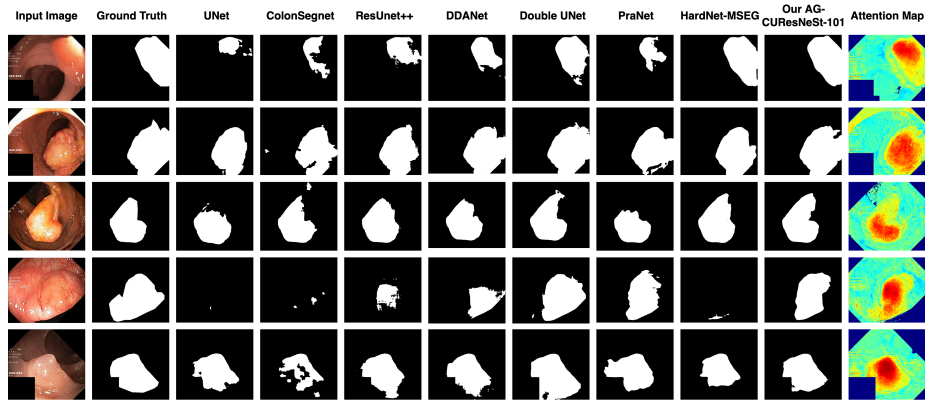 Input Image
Ground Truth
UNet
ColonSegnet
ResUnet++
DDANet
Double UNet
PraNet
HardNet-MSEG
Our AG-
CUResNeSt-101
Attention Map